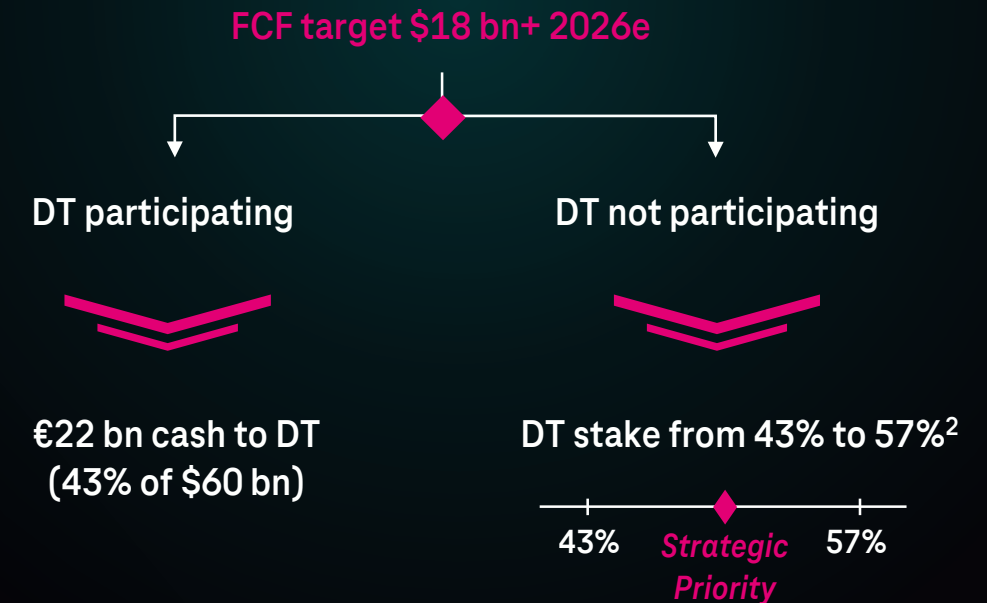 FCF target $18 bn+ 2026e
DT participating
DT not participating
€22 bn cash to DT
(43% of $60 bn)
DT stake from 43% to 57%²
43%
Strategic
Priority
57%